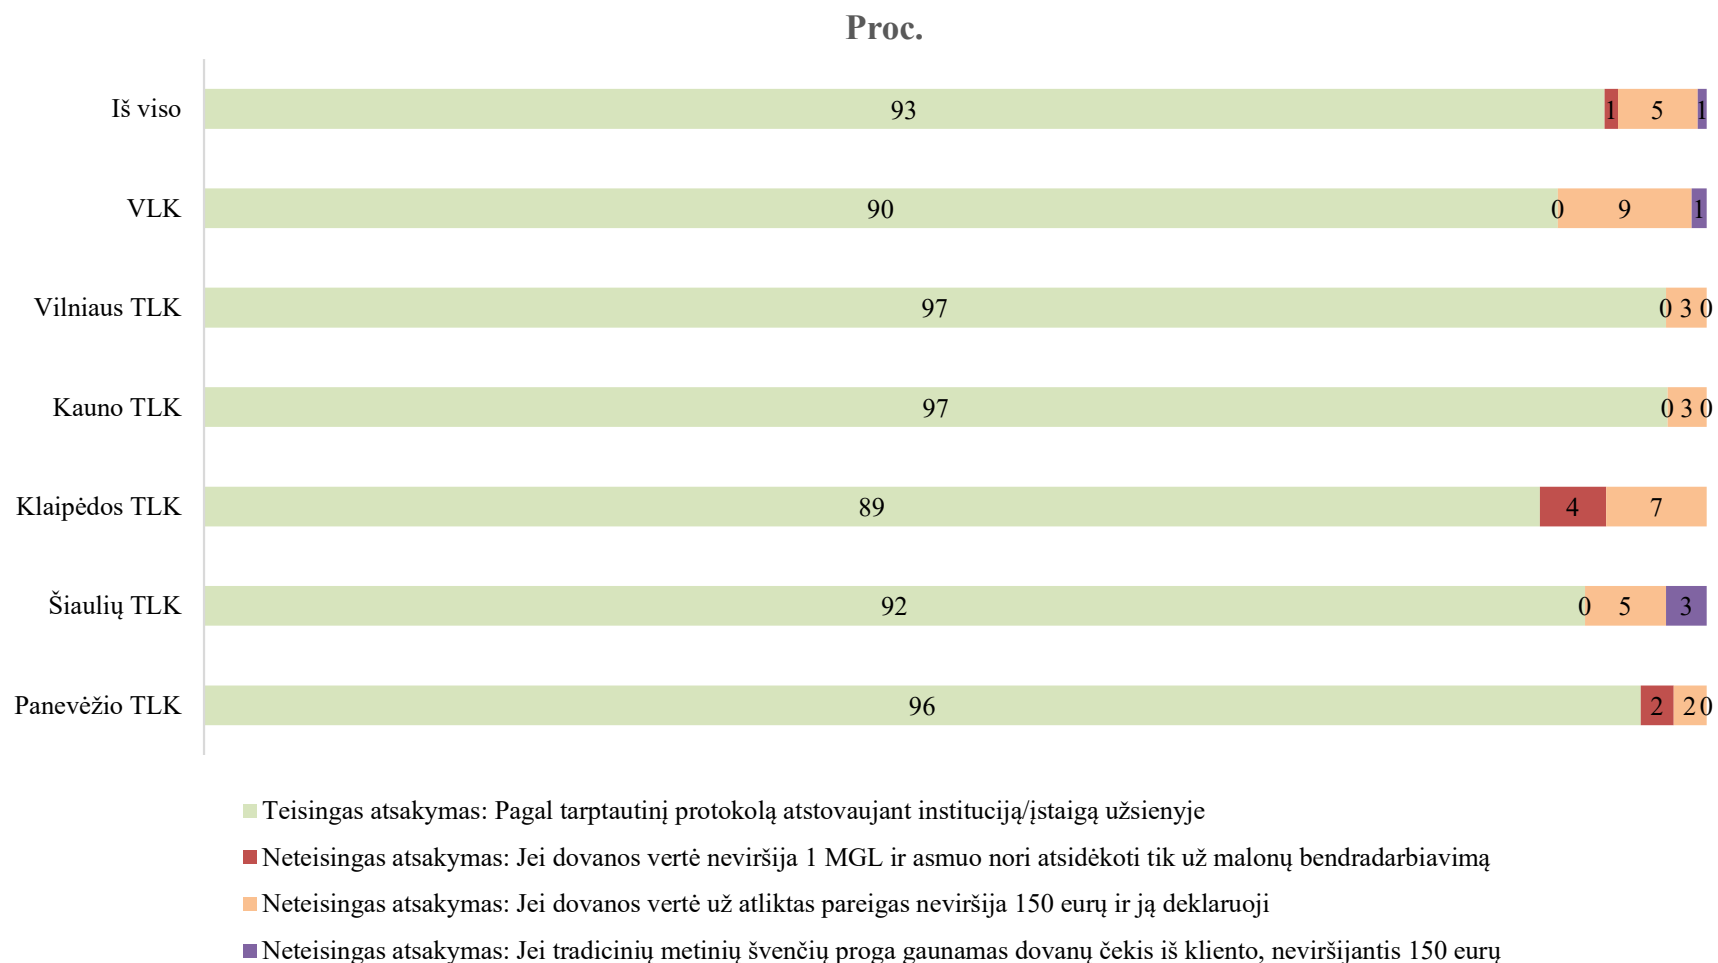 Proc.
Iš viso 93 1 5 1
VLK 90 0 9 1
Vilniaus TLK 97 0 3 0
Kauno TLK 97 0 3 0
Klaipėdos TLK 89 4 7
Šiaulių TLK 92 0 5 3
Panevėžio TLK 96 2 2 0
Teisingas atsakymas: Pagal tarptautinį protokolą atstovaujant instituciją/įstaigą užsienyje
Neteisingas atsakymas: Jei dovanos vertė neviršija 1 MGL ir asmuo nori atsidėkoti tik už malonų bendradarbiavimą
Neteisingas atsakymas: Jei dovanos vertė už atliktas pareigas neviršija 150 eurų ir ją deklaruoji
Neteisingas atsakymas: Jei tradicinių metinių švenčių proga gaunamas dovanų čekis iš kliento, neviršijantis 150 eurų